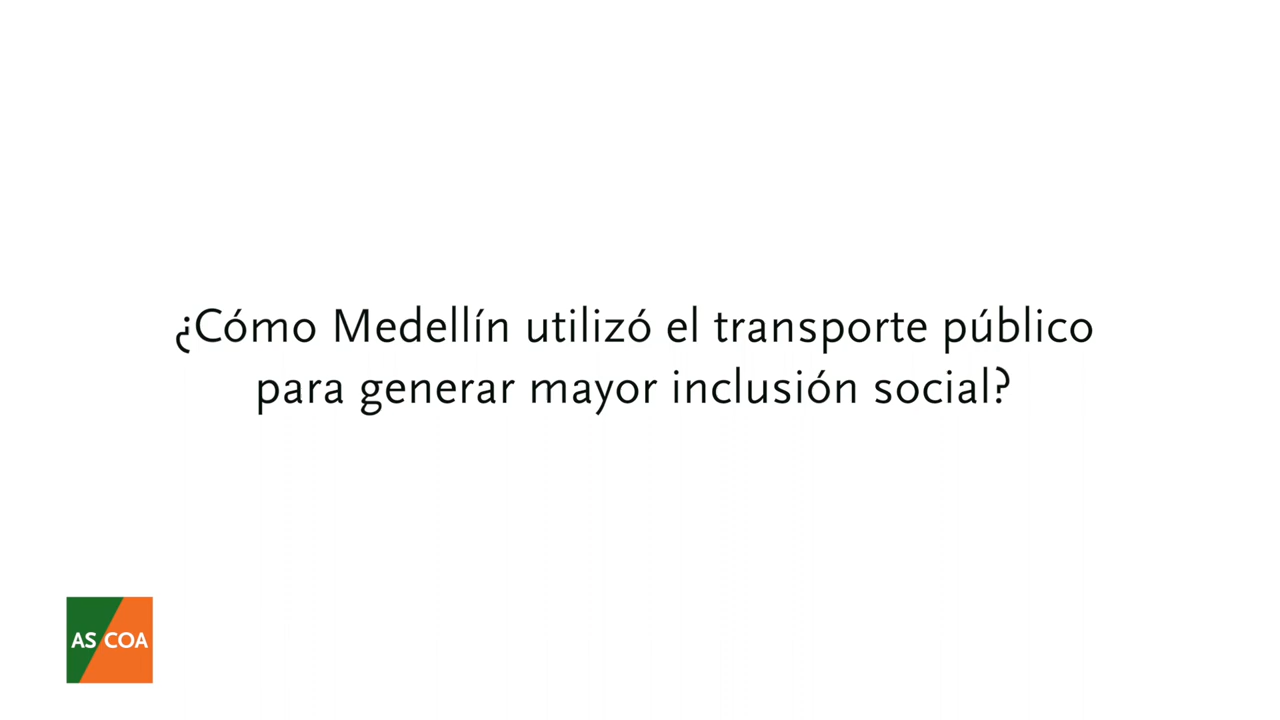 ¿Cómo Medellín utilizó el transporte público
para generar mayor inclusión social?
AS COA